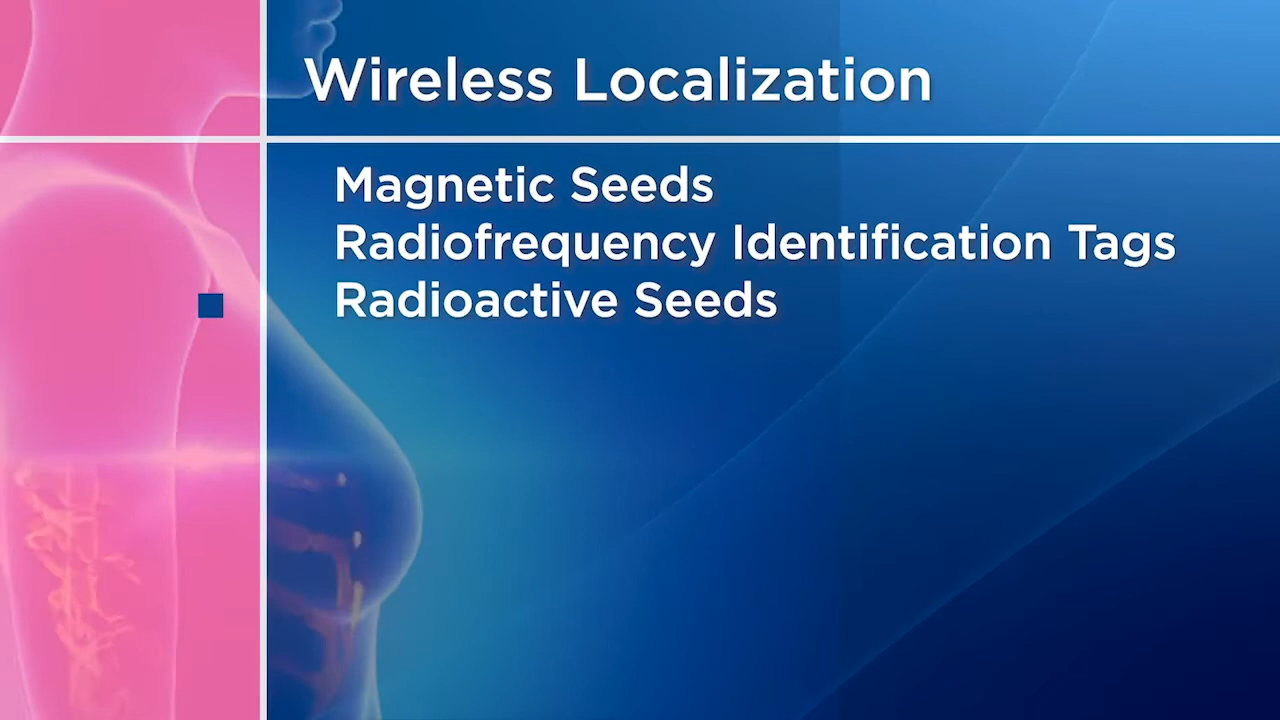 Wireless Localization
Magnetic Seeds
Radiofrequency Identification Tags
Radioactive Seeds